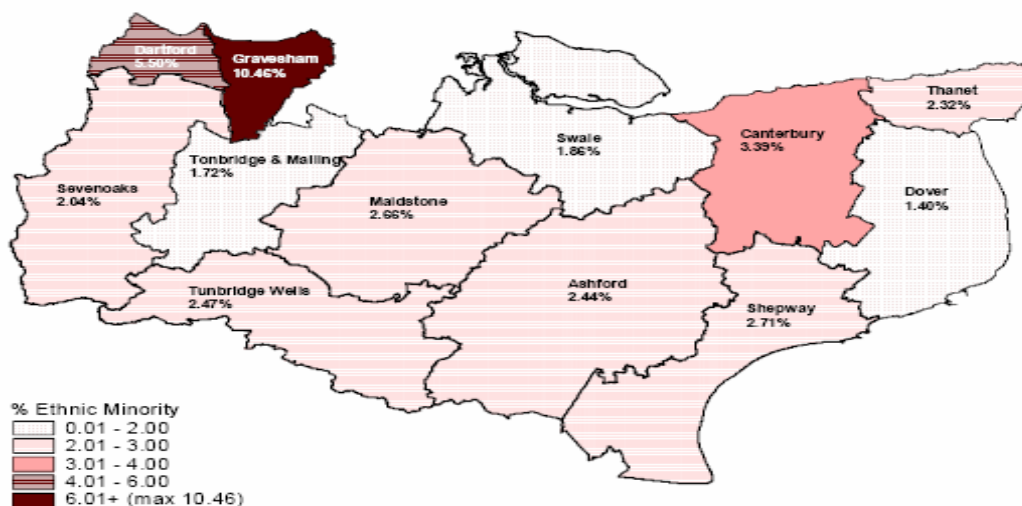 Dartford
5.50%
Gravesham
10.46%
Thanet
2.32%
Swale
1.86%
Canterbury
3.39%
Tonbridge & Malling
1.72%
Sevenoaks
2.04%
Maidstone
2.66%
Dover
1.40%
Tunbridge Wells
2.47%
Ashford
2.44%
Shepway
2.71%
% Ethnic Minority
0.01 - 2.00
2.01 - 3.00
3.01 - 4.00
4.01 - 6.00
6.01+ (max 10.46)